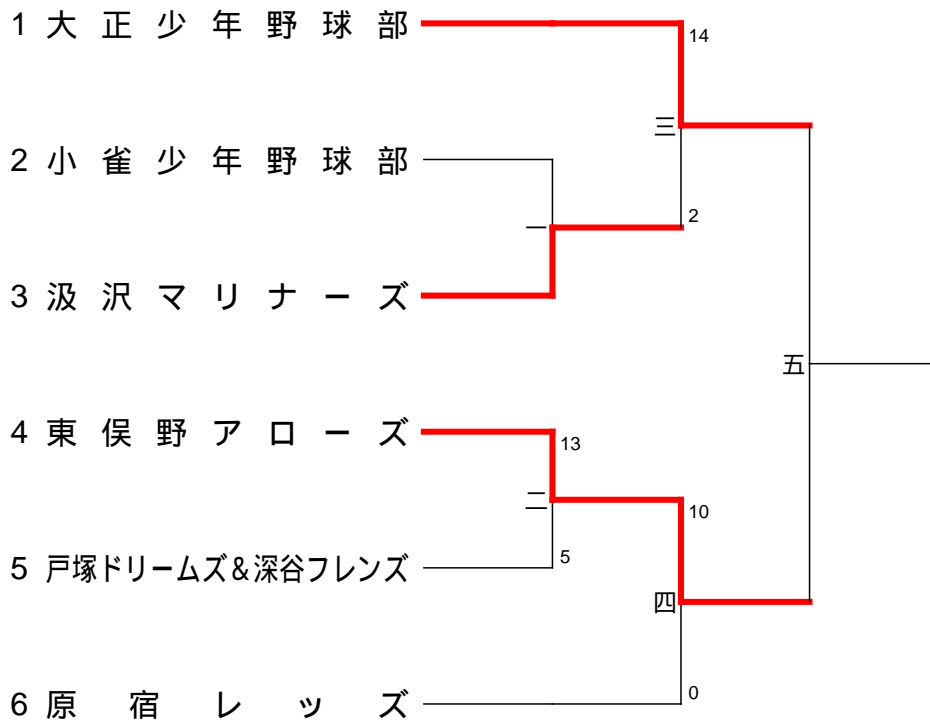 1 大正少年野球部
14
三
2 小雀少年野球部
一
2
3 汲沢マリナーズ
五
4 東俣野アローズ
13
二
10
5 戸塚ドリームズ&深谷フレンズ
5
四
6 原宿レッズ
0